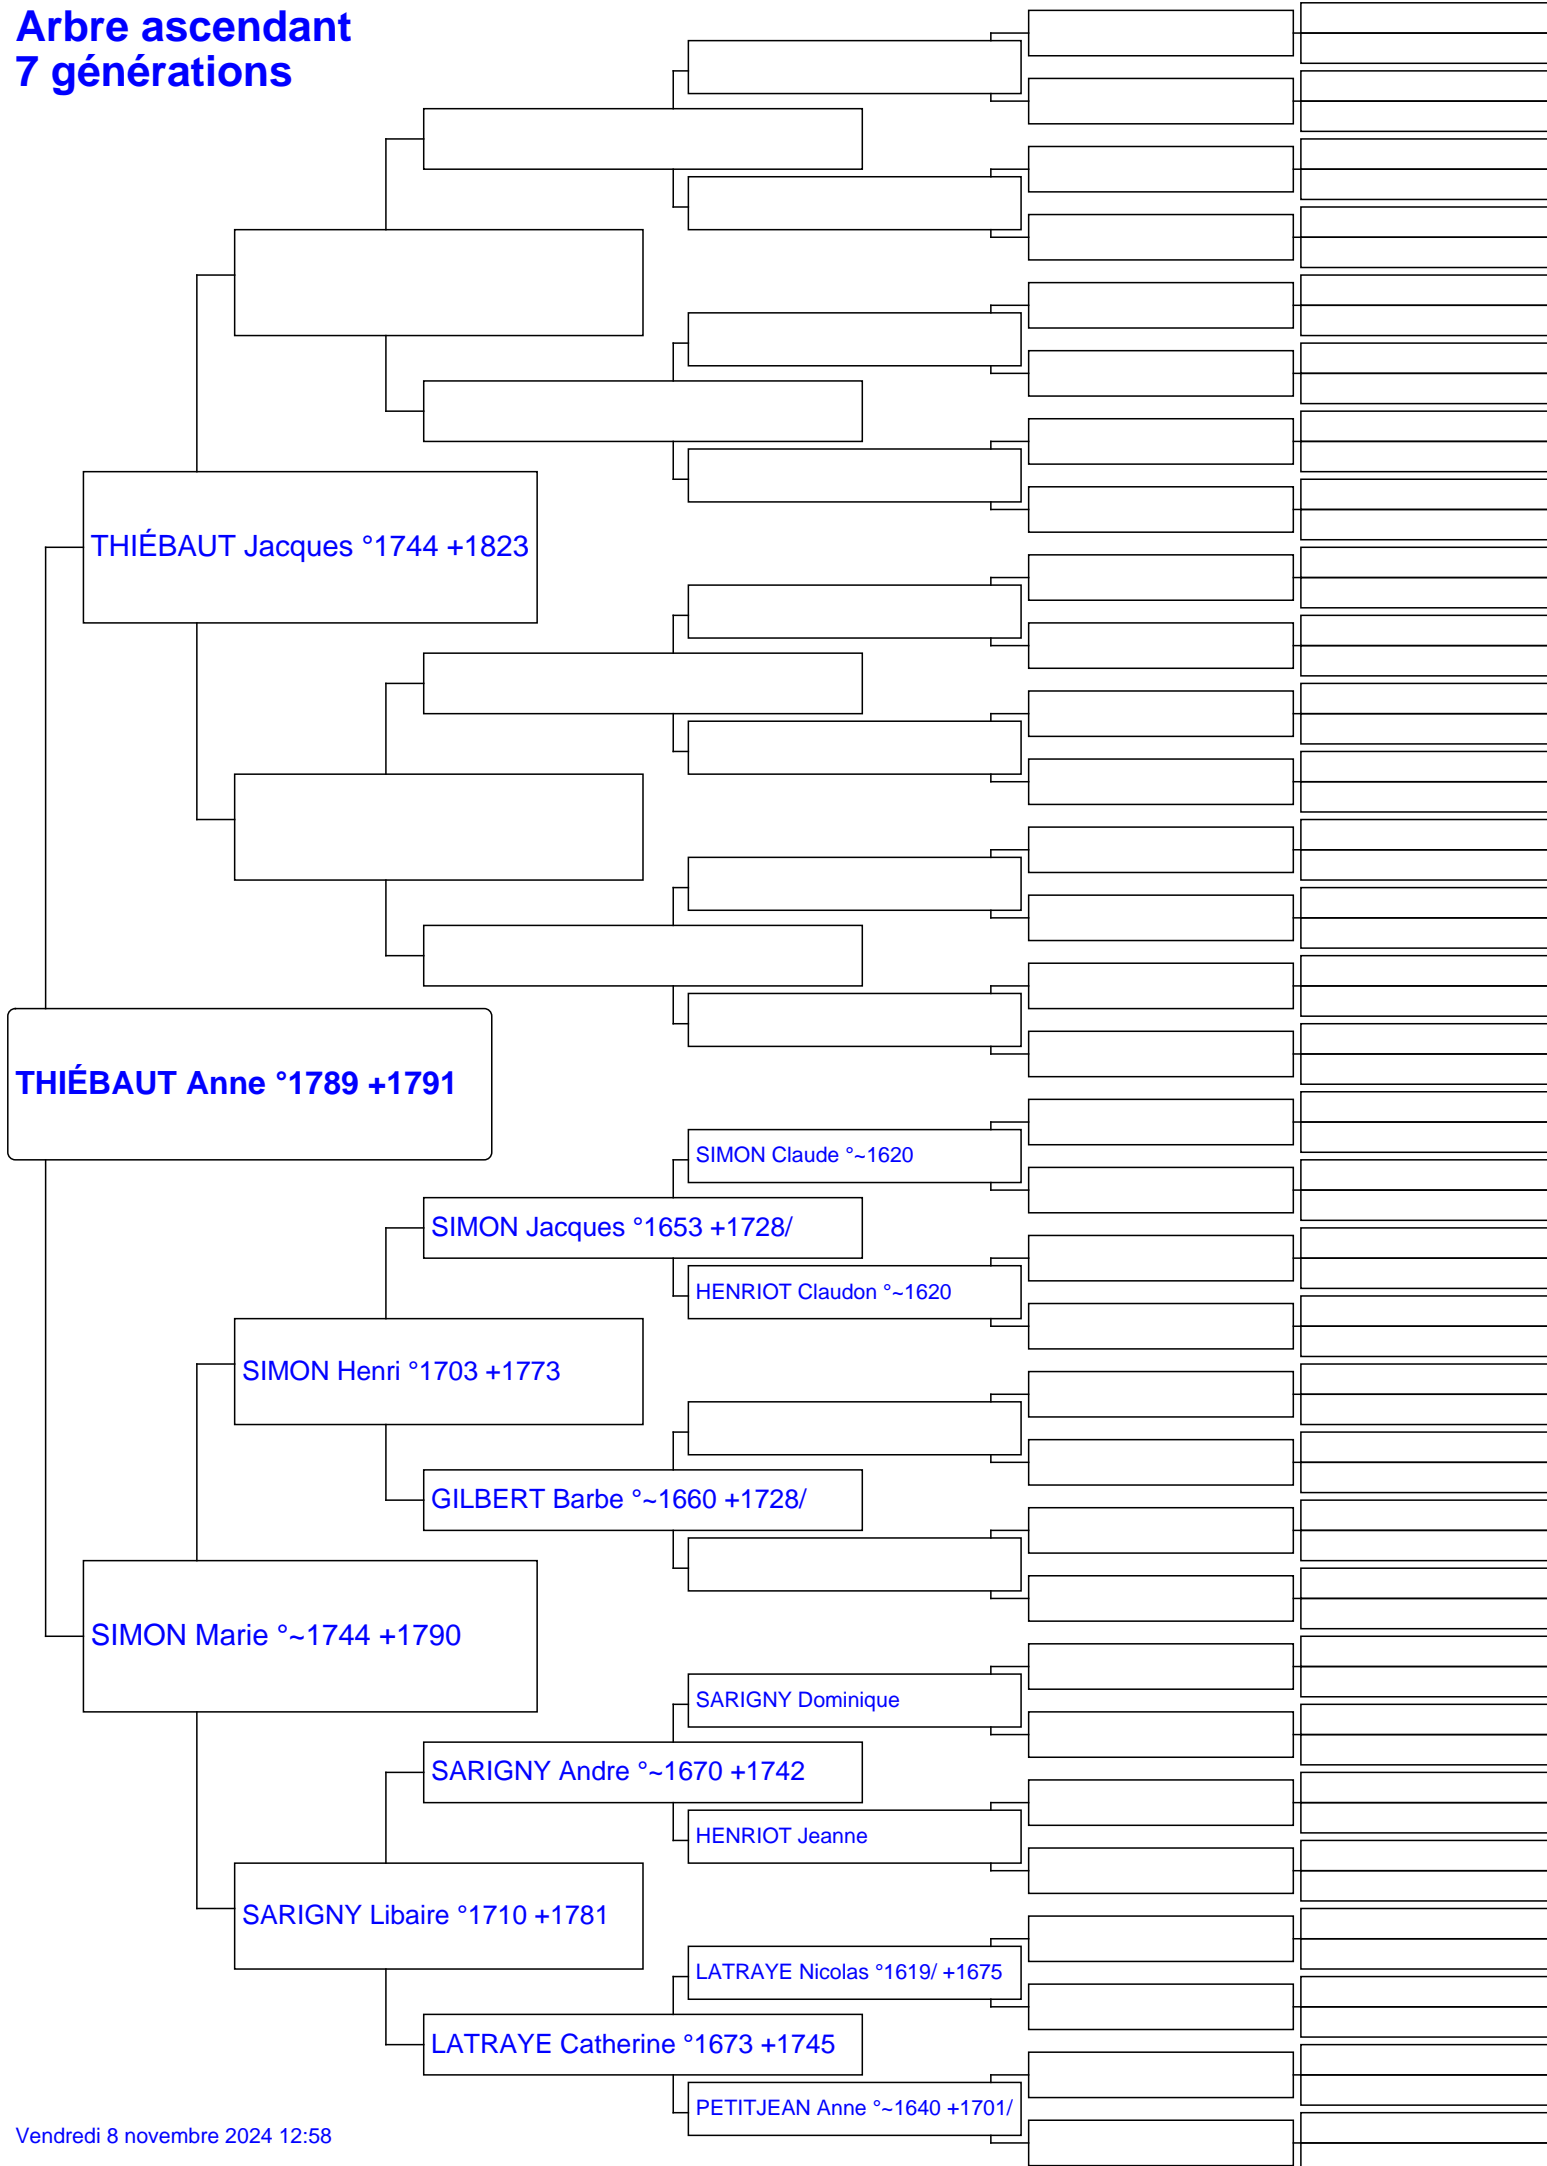 Arbre ascendant
7 générations
THIÉBAUT Jacques °1744 +1823
THIÉBAUT Anne °1789 +1791
SIMON Claude °~1620
SIMON Jacques °1653 +1728/
HENRIOT Claudon °~1620
SIMON Henri °1703 +1773
GILBERT Barbe °~1660 +1728/
SIMON Marie °~1744 +1790
SARIGNY Dominique
SARIGNY Andre °~1670 +1742
HENRIOT Jeanne
SARIGNY Libaire °1710 +1781
LATRAYE Nicolas °1619/ +1675
LATRAYE Catherine °1673 +1745
PETITJEAN Anne °~1640 +1701/
Vendredi 8 novembre 2024 12:58